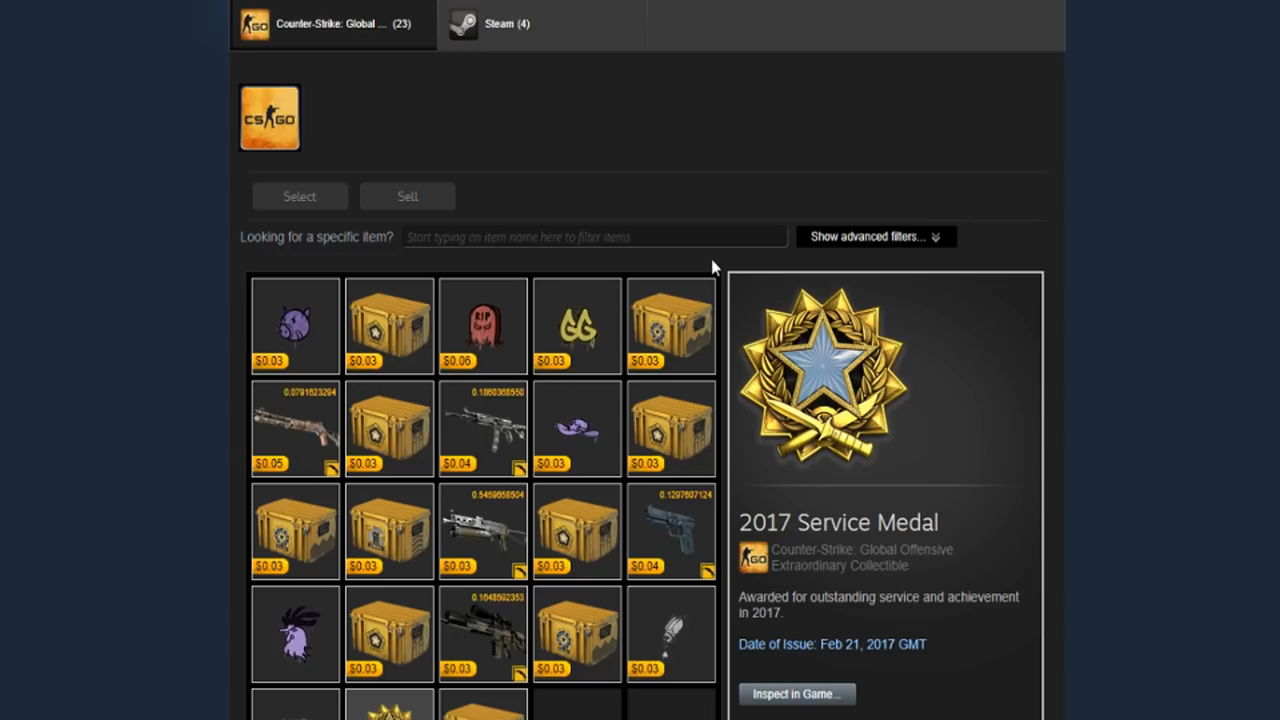 Counter-Strike: Global ... (23)
Steam (4)
CS GO
Select
Sell
Looking for a specific item?
Start typing an item name here to filter items
Show advanced filters...
$0.03
$0.03
RIP
$0.06
GG
$0.03
$0.03
0.0791623294
$0.05
$0.03
0.1860368550
$0.04
$0.03
$0.03
$0.03
$0.03
0.5469658504
$0.03
$0.03
0.1297607124
$0.04
$0.03
0.1648592353
$0.03
$0.03
$0.03
2017 Service Medal
GO
Counter-Strike: Global Offensive
Extraordinary Collectible
Awarded for outstanding service and achievement
in 2017.
Date of Issue: Feb 21, 2017 GMT
Inspect in Game...